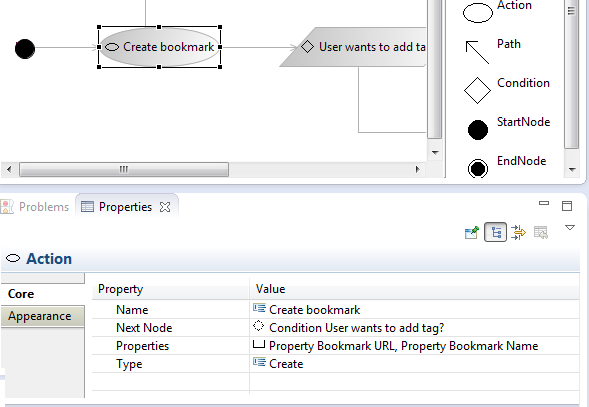 Action
Create bookmark
User wants to add tag
Path
Condition
StartNode
EndNode
Problems
Properties
Action
Core
Appearance
Property Value
Name Create bookmark
Next Node Condition User wants to add tag?
Properties Property Bookmark URL, Property Bookmark Name
Type Create